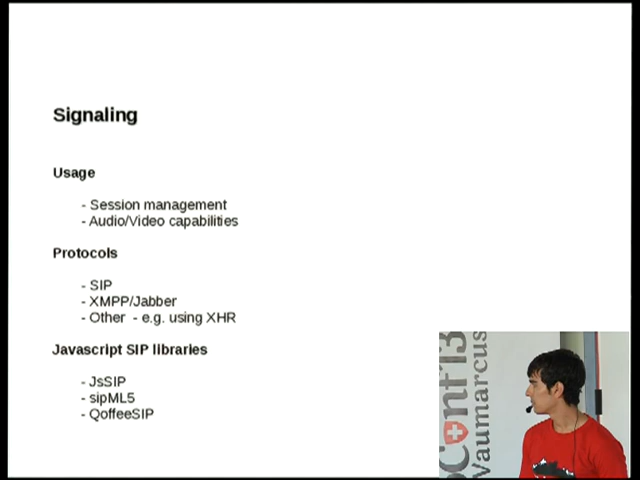 Signaling
Usage
- Session management
- Audio/Video capabilities
Protocols
- SIP
- XMPP/Jabber
- Other - e.g. using XHR
Javascript SIP libraries
- JsSIP
- sipML5
- QoffeeSIP
Conf13
Vaumarcus